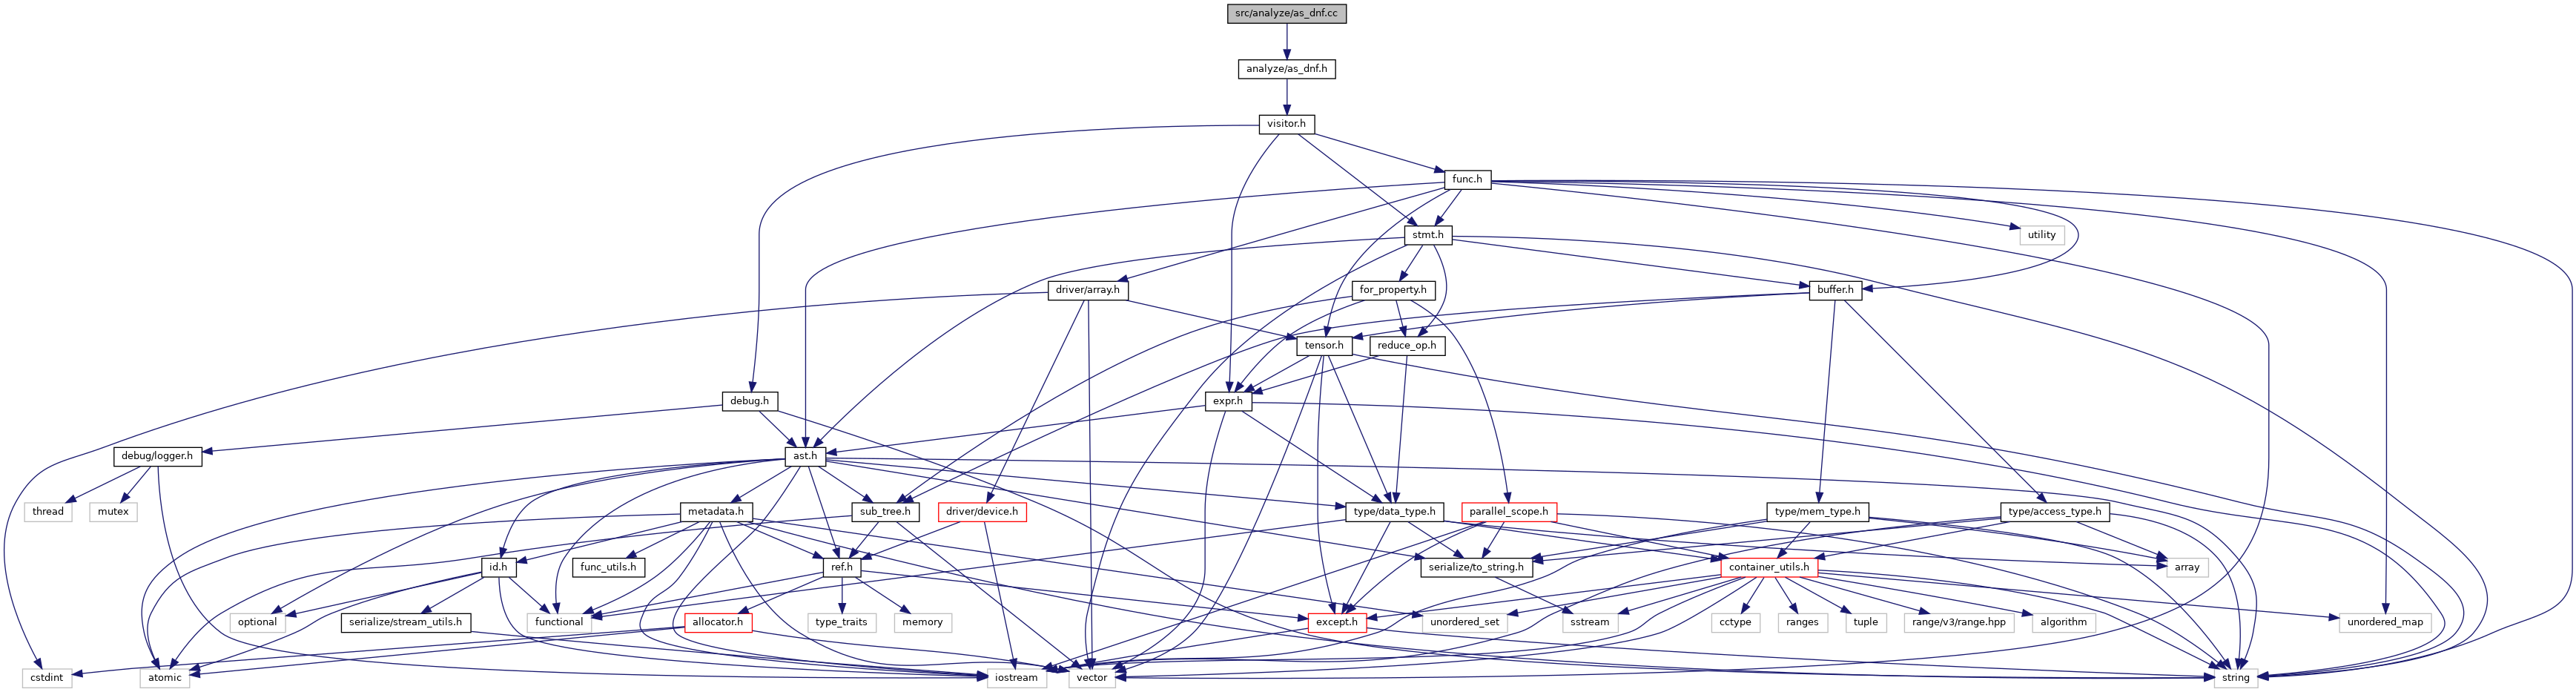 src/analyze/as_dnf.cc
analyze/as_dnf.h
visitor.h
func.h
stmt.h
utility
driver/array.h
for_property.h
buffer.h
tensor.h
reduce_op.h
debug.h
expr.h
debug/logger.h
ast.h
thread
mutex
metadata.h
sub_tree.h
driver/device.h
type/data_type.h
parallel_scope.h
type/mem_type.h
type/access_type.h
id.h
func_utils.h
ref.h
serialize/to_string.h
container_utils.h
array
optional
serialize/stream_utils.h
functional
allocator.h
type_traits
memory
except.h
unordered_set
sstream
cctype
ranges
tuple
range/v3/range.hpp
algorithm
unordered_map
cstdint
atomic
iostream
vector
string